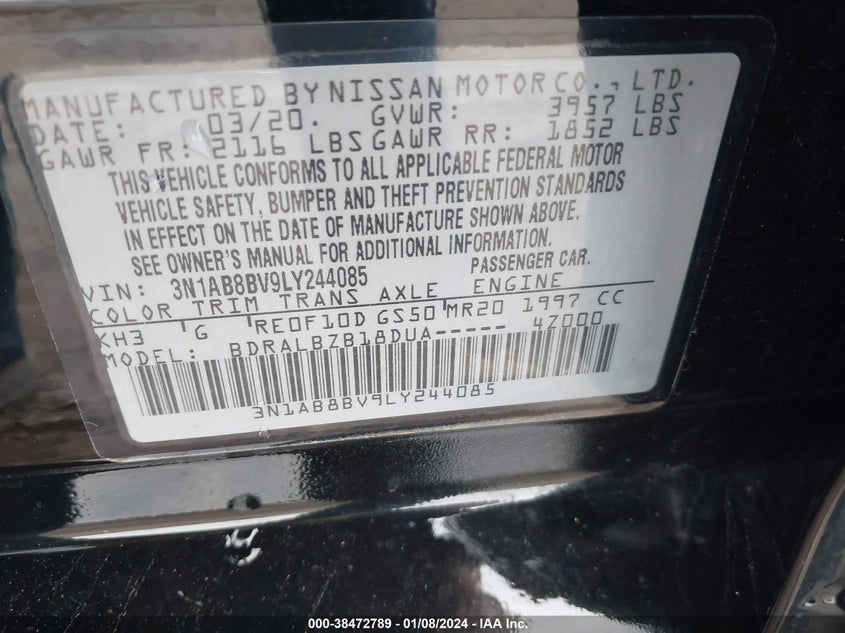 MANUFACTURED BY NISSAN MOTOR CO., LTD.
DATE: 03/20. GVWR: 3957 LBS
GAWR FR: 2116 LBS GAWR RR: 1852 LBS
THIS VEHICLE CONFORMS TO ALL APPLICABLE FEDERAL MOTOR
VEHICLE SAFETY, BUMPER AND THEFT PREVENTION STANDARDS
IN EFFECT ON THE DATE OF MANUFACTURE SHOWN ABOVE.
SEE OWNER'S MANUAL FOR ADDITIONAL INFORMATION.
VIN: 3N1AB8BV9LY244085 PASSENGER CAR.
COLOR TRIM TRANS AXLE ENGINE
KH3 G RE0F10D GS50 MR20 1997 CC
MODEL: BDRALBZB18DUA----- 4Z000
3N1AB8BV9LY244085
000-38472789 - 01/08/2024 - IAAI Inc.